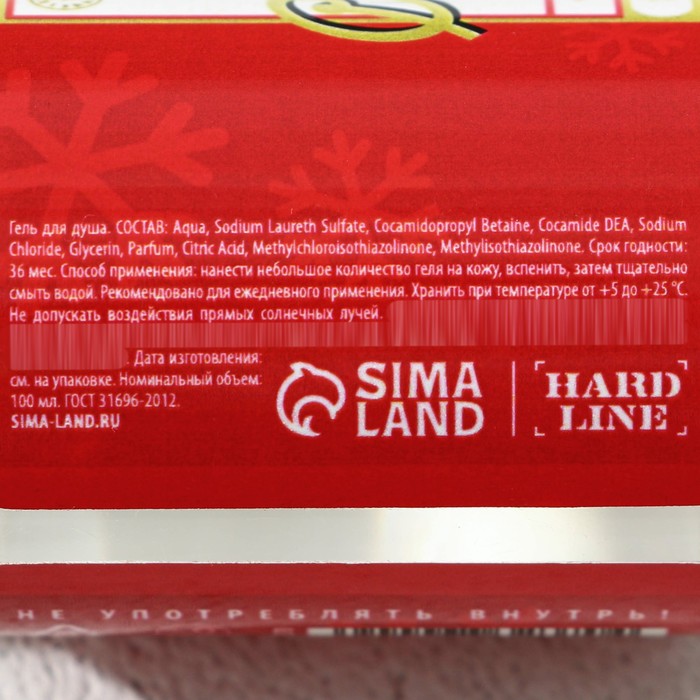 Гель для душа. СОСТАВ: Aqua, Sodium Laureth Sulfate, Cocamidopropyl Betaine, Cocamide DEA, Sodium
Chloride, Glycerin, Parfum, Citric Acid, Methylchloroisothiazolinone, Methylisothiazolinone. Срок годности:
36 мес. Способ применения: нанести небольшое количество геля на кожу, вспенить, затем тщательно
смыть водой. Рекомендовано для ежедневного применения. Хранить при температуре от +5 до +25 °С.
Не допускать воздействия прямых солнечных лучей.
. Дата изготовления:
см. на упаковке. Номинальный объем:
100 мл. ГОСТ 31696-2012.
SIMA-LAND.RU
SIMA
LAND
HARD
LINE
НЕ УПОТРЕБЛЯТЬ ВНУТРЬ!